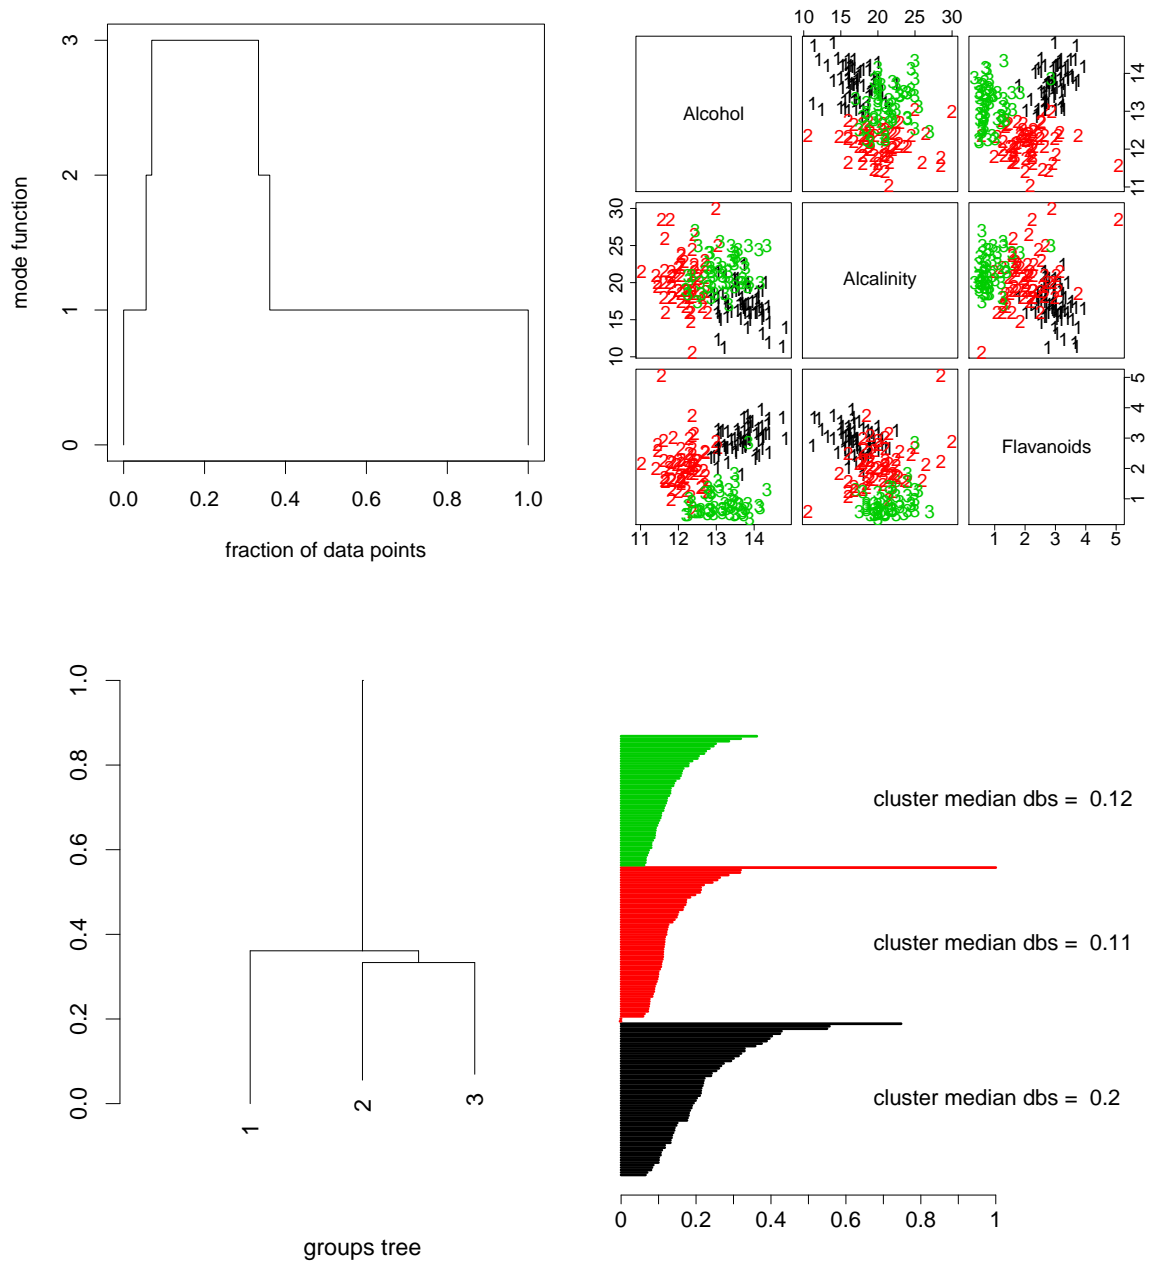 3
2
1
0
mode function
0.0 0.2 0.4 0.6 0.8 1.0
fraction of data points
10 15 20 25 30
Alcohol
11 12 13 14
10 15 20 25 30
Alcalinity
Flavanoids
1 2 3 4 5
11 12 13 14
1 2 3 4 5
0.0 0.2 0.4 0.6 0.8 1.0
1
2
3
groups tree
cluster median dbs = 0.12
cluster median dbs = 0.11
cluster median dbs = 0.2
0 0.2 0.4 0.6 0.8 1